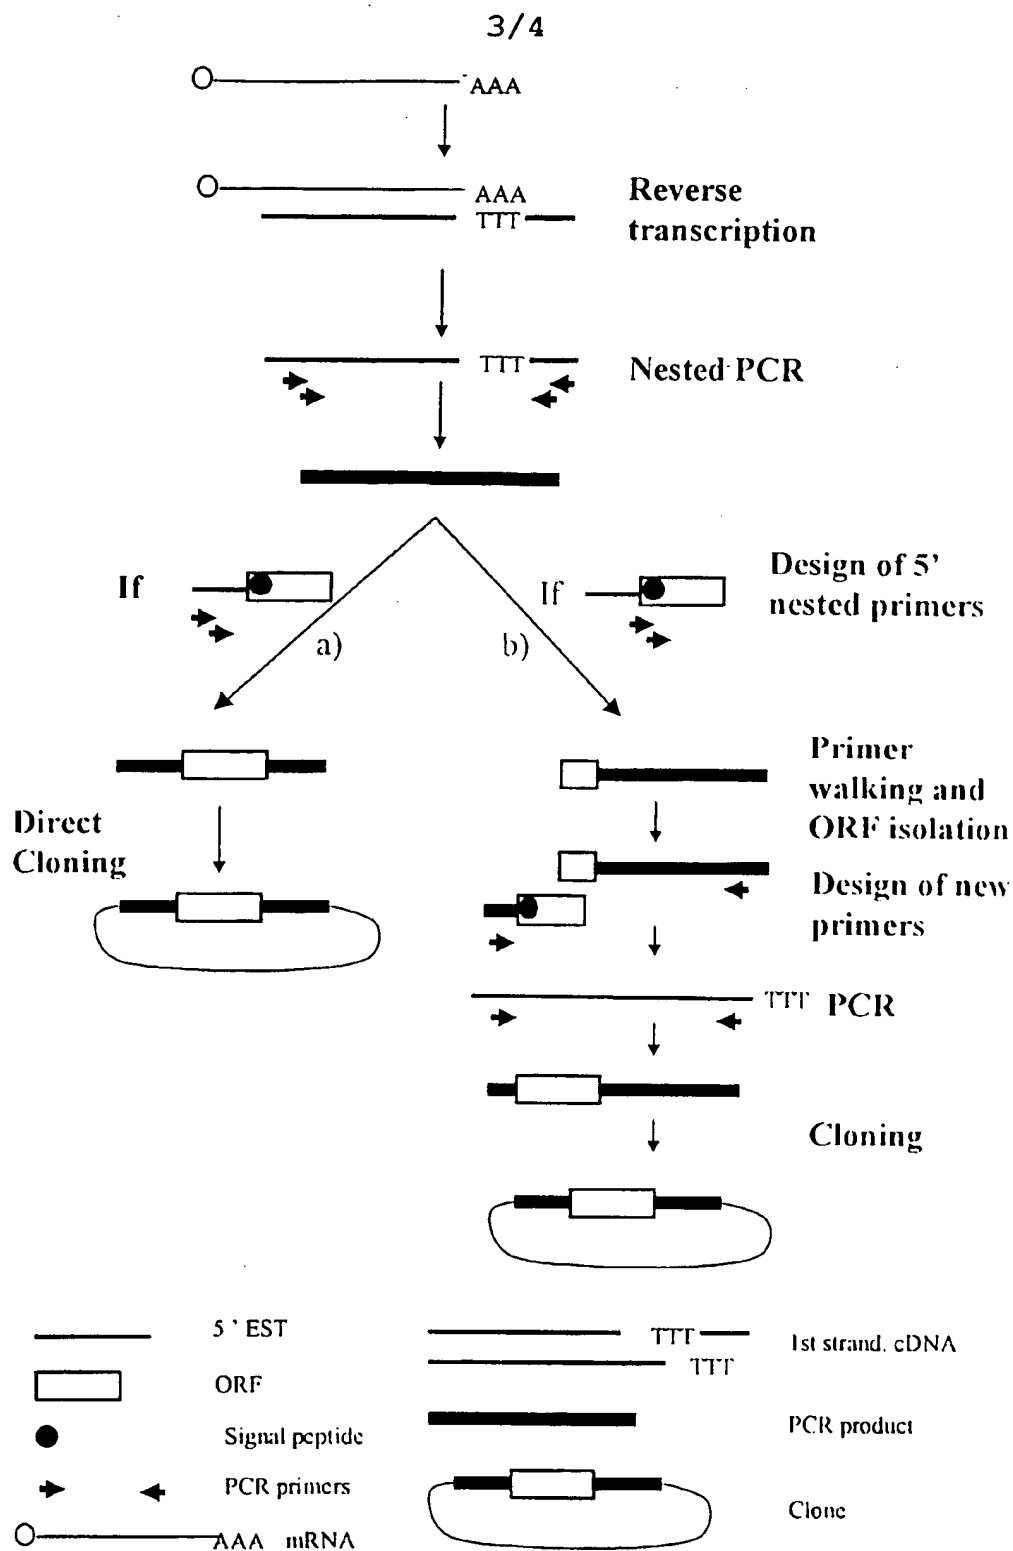 3/4
AAA
AAA
TTT
Reverse
transcription
TTT
Nested PCR
If
a)
If
b)
Design of 5'
nested primers
Direct
Cloning
Primer
walking and
ORF isolation
Design of new
primers
TTT PCR
Cloning
5 ' EST
ORF
Signal peptide
PCR primers
AAA mRNA
TTT
TTT
1st strand. cDNA
PCR product
Clone